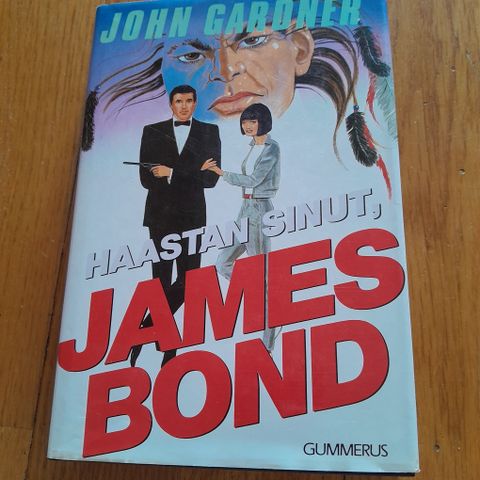 JOHN GARDNER
HAASTAN SINUT,
JAMES
BOND
GUMMERUS